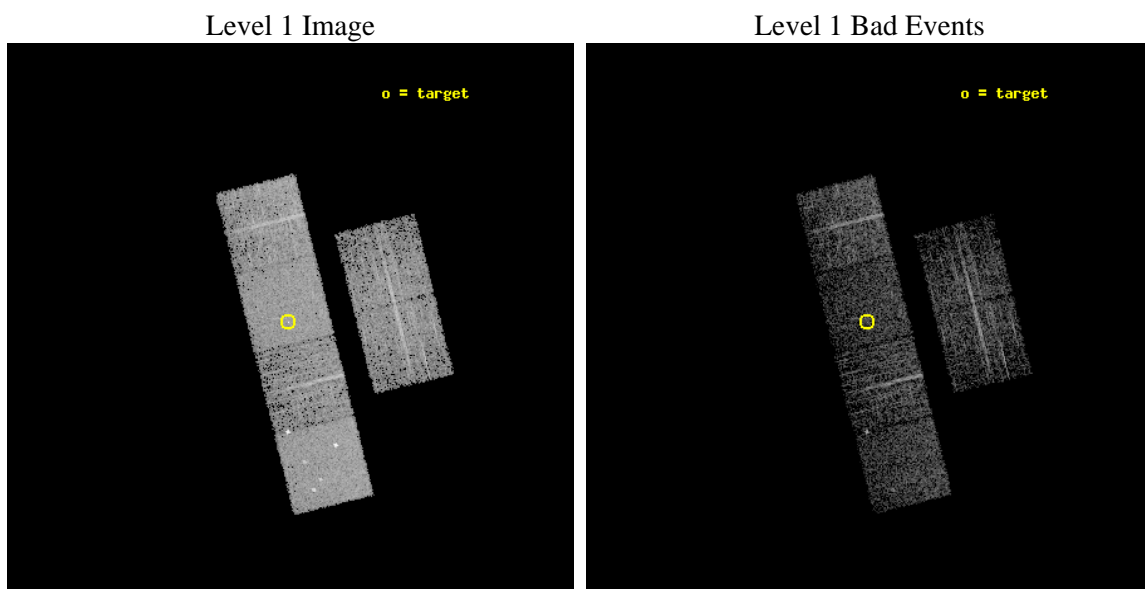 Level 1 Image
Level 1 Bad Events
o = target
o = target